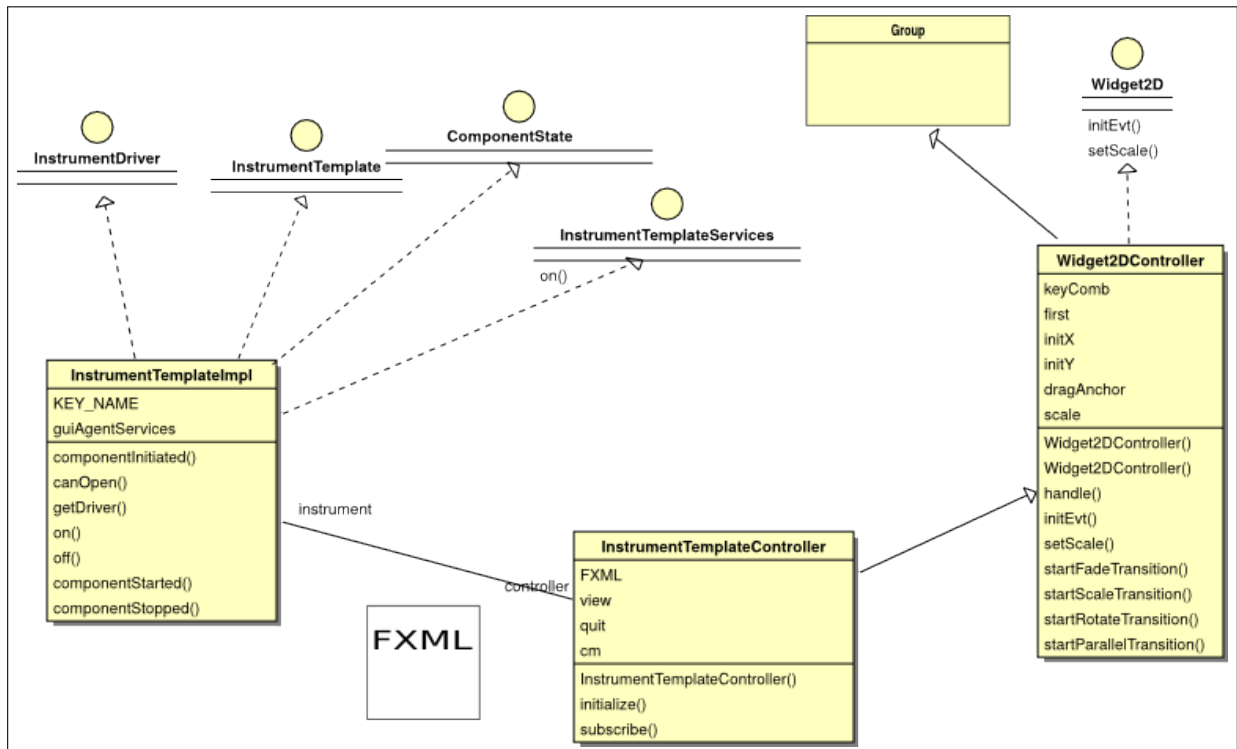 Group
Widget2D
initEvt()
setScale()
ComponentState
InstrumentDriver
InstrumentTemplate
InstrumentTemplateServices
on()
Widget2DController
keyComb
first
initX
initY
dragAnchor
scale
Widget2DController()
Widget2DController()
handle()
initEvt()
setScale()
startFadeTransition()
startScaleTransition()
startRotateTransition()
startParallelTransition()
InstrumentTemplateImpl
KEY_NAME
guiAgentServices
componentInitiated()
canOpen()
getDriver()
on()
off()
componentStarted()
componentStopped()
instrument
controller
FXML
InstrumentTemplateController
FXML
view
quit
cm
InstrumentTemplateController()
initialize()
subscribe()